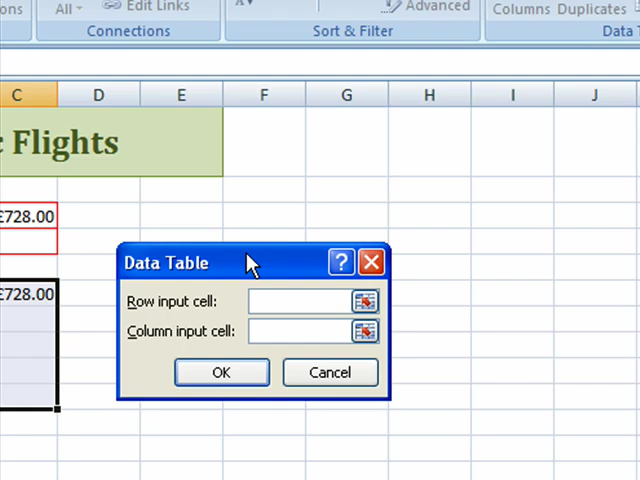 ons All Edit Links Advanced Columns Duplicates
Connections Sort & Filter Data T
C D E F G H I J
c Flights
£728.00
£728.00
Data Table
Row input cell:
Column input cell:
OK Cancel